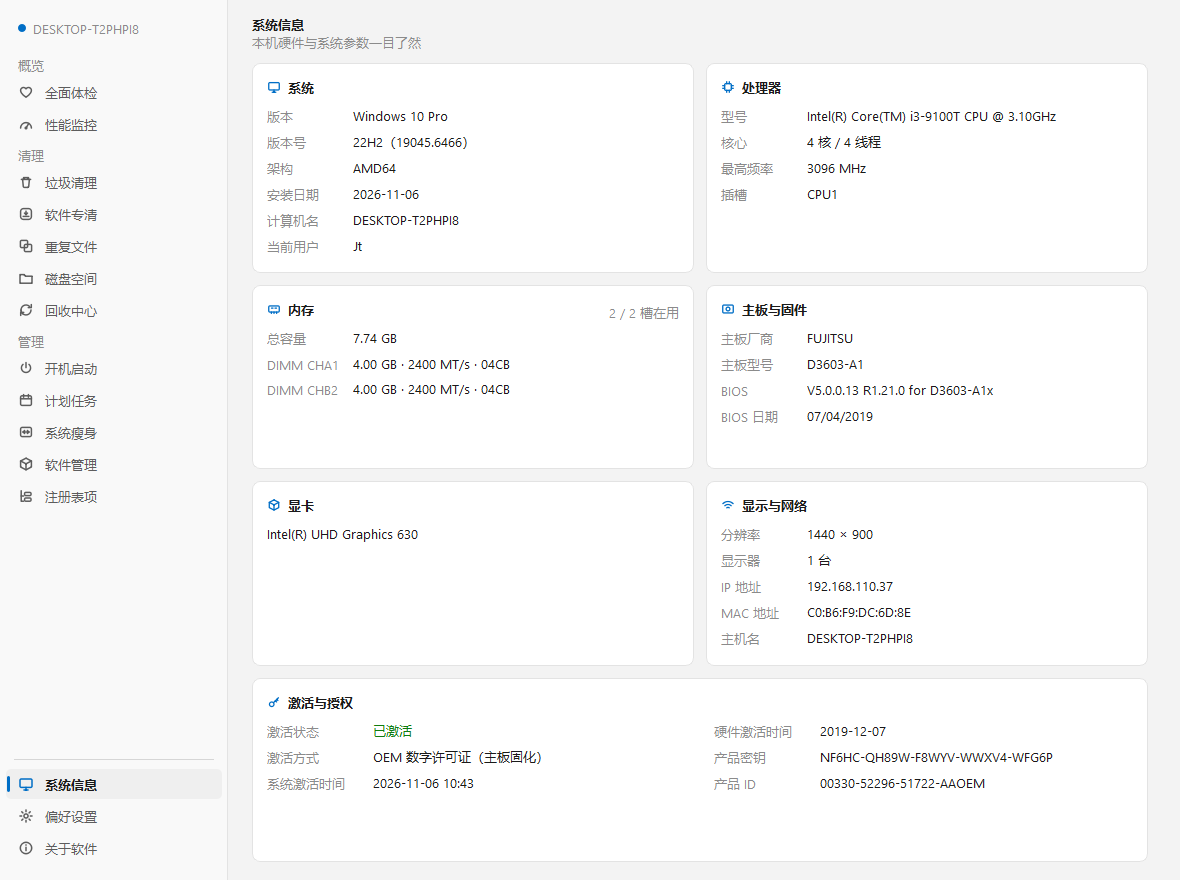 DESKTOP-T2PHPI8
概览
全面体检
性能监控
清理
垃圾清理
软件专清
重复文件
磁盘空间
回收中心
管理
开机启动
计划任务
系统瘦身
软件管理
注册表项
系统信息
偏好设置
关于软件
系统信息
本机硬件与系统参数一目了然
系统
版本 Windows 10 Pro
版本号 22H2（19045.6466）
架构 AMD64
安装日期 2026-11-06
计算机名 DESKTOP-T2PHPI8
当前用户 Jt
处理器
型号 Intel(R) Core(TM) i3-9100T CPU @ 3.10GHz
核心 4 核 / 4 线程
最高频率 3096 MHz
插槽 CPU1
内存 2 / 2 槽在用
总容量 7.74 GB
DIMM CHA1 4.00 GB · 2400 MT/s · 04CB
DIMM CHB2 4.00 GB · 2400 MT/s · 04CB
主板与固件
主板厂商 FUJITSU
主板型号 D3603-A1
BIOS V5.0.0.13 R1.21.0 for D3603-A1x
BIOS 日期 07/04/2019
显卡
Intel(R) UHD Graphics 630
显示与网络
分辨率 1440 × 900
显示器 1 台
IP 地址 192.168.110.37
MAC 地址 C0:B6:F9:DC:6D:8E
主机名 DESKTOP-T2PHPI8
激活与授权
激活状态 已激活
激活方式 OEM 数字许可证（主板固化）
系统激活时间 2026-11-06 10:43
硬件激活时间 2019-12-07
产品密钥 NF6HC-QH89W-F8WYV-WWXV4-WFG6P
产品 ID 00330-52296-51722-AAOEM